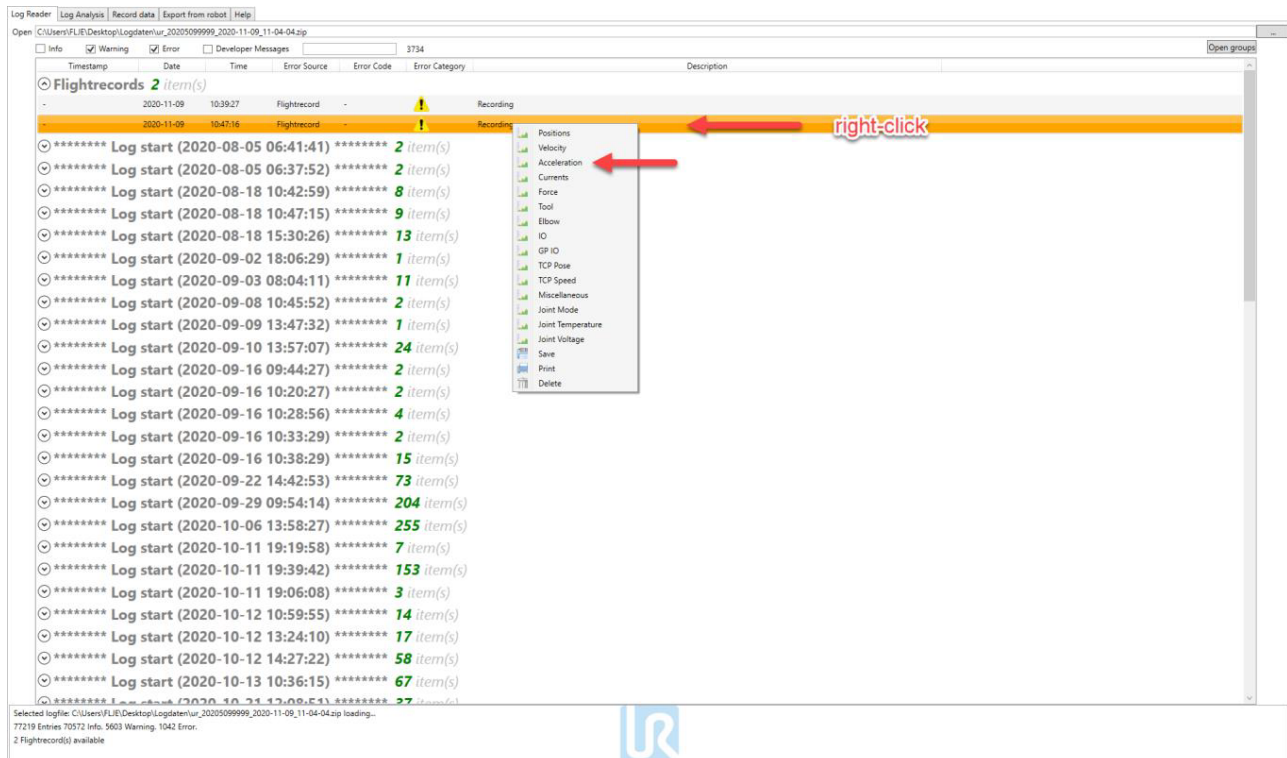 Log Reader Log Analysis Record data Export from robot Help
Open C:\Users\FLJE\Desktop\Logdaten\ur_20205099999_2020-11-09_11-04-04.zip ...
Info Warning Error Developer Messages 3734 Open groups
Timestamp Date Time Error Source Error Code Error Category Description
Flightrecords 2 item(s)
- 2020-11-09 10:39:27 Flightrecord - Recording
- 2020-11-09 10:47:16 Flightrecord - Recording right-click
Positions
******** Log start (2020-08-05 06:41:41) ******** 2 item(s) Velocity
******** Log start (2020-08-05 06:37:52) ******** 2 item(s) Acceleration
Currents
******** Log start (2020-08-18 10:42:59) ******** 8 item(s) Force
Tool
******** Log start (2020-08-18 10:47:15) ******** 9 item(s) Elbow
******** Log start (2020-08-18 15:30:26) ******** 13 item(s) IO
GP IO
******** Log start (2020-09-02 18:06:29) ******** 1 item(s) TCP Pose
******** Log start (2020-09-03 08:04:11) ******** 11 item(s) TCP Speed
Miscellaneous
******** Log start (2020-09-08 10:45:52) ******** 2 item(s) Joint Mode
******** Log start (2020-09-09 13:47:32) ******** 1 item(s) Joint Temperature
Joint Voltage
******** Log start (2020-09-10 13:57:07) ******** 24 item(s) Save
******** Log start (2020-09-16 09:44:27) ******** 2 item(s) Print
Delete
******** Log start (2020-09-16 10:20:27) ******** 2 item(s)
******** Log start (2020-09-16 10:28:56) ******** 4 item(s)
******** Log start (2020-09-16 10:33:29) ******** 2 item(s)
******** Log start (2020-09-16 10:38:29) ******** 15 item(s)
******** Log start (2020-09-22 14:42:53) ******** 73 item(s)
******** Log start (2020-09-29 09:54:14) ******** 204 item(s)
******** Log start (2020-10-06 13:58:27) ******** 255 item(s)
******** Log start (2020-10-11 19:19:58) ******** 7 item(s)
******** Log start (2020-10-11 19:39:42) ******** 153 item(s)
******** Log start (2020-10-11 19:06:08) ******** 3 item(s)
******** Log start (2020-10-12 10:59:55) ******** 14 item(s)
******** Log start (2020-10-12 13:24:10) ******** 17 item(s)
******** Log start (2020-10-12 14:27:22) ******** 58 item(s)
******** Log start (2020-10-13 10:36:15) ******** 67 item(s)
******** Log start (2020-10-21 12:08:51) ******** 27 item(s)
Selected logfile: C:\Users\FLJE\Desktop\Logdaten\ur_20205099999_2020-11-09_11-04-04.zip loading...
77219 Entries 70572 Info. 5603 Warning. 1042 Error.
2 Flightrecord(s) available
UR